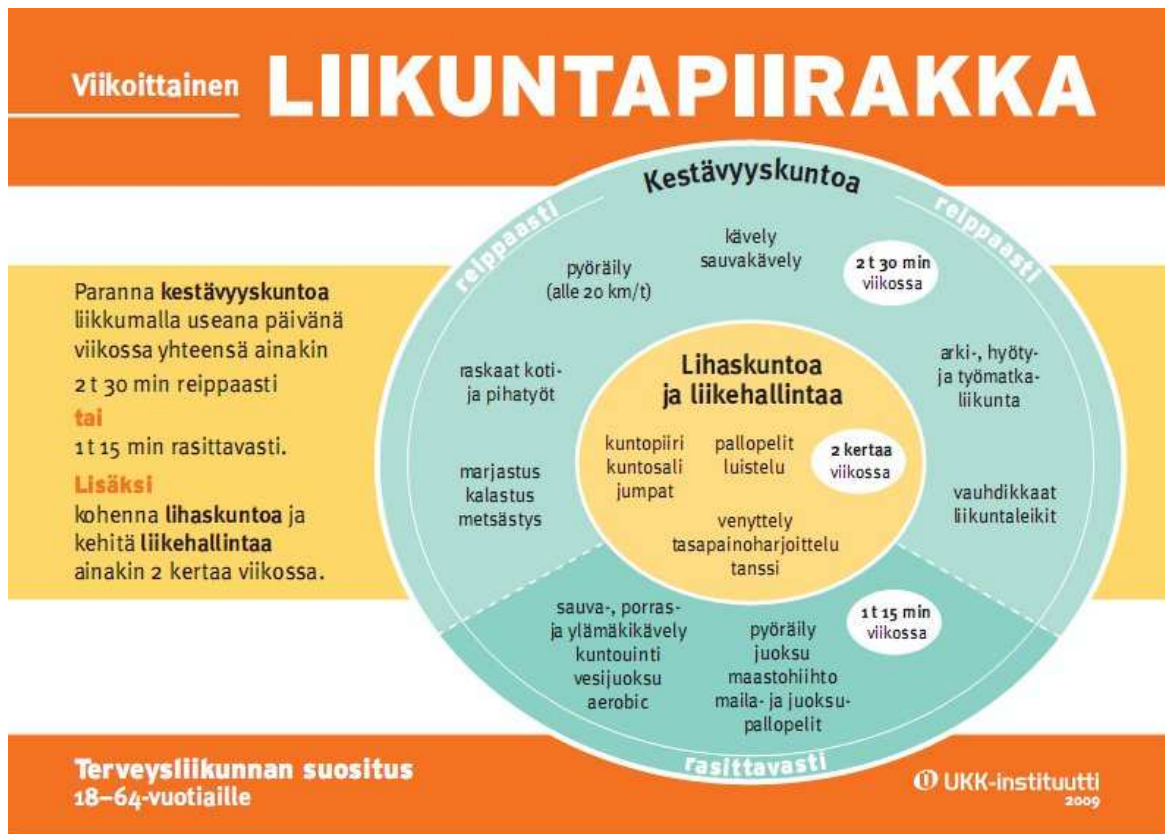 Viikoittainen LIIKUNTAPIIRAKKA
Paranna kestävyyskuntoa
liikkumalla useana päivänä
viikossa yhteensä ainakin
2 t 30 min reippaasti
tai
1 t 15 min rasittavasti.
Lisäksi
kohenna lihaskuntoa ja
kehitä liikehallintaa
ainakin 2 kertaa viikossa.
Kestävyyskuntoa
reippaasti
reippaasti
kävely
sauvakävely
2 t 30 min
viikossa
pyöräily
(alle 20 km/t)
raskaat koti-
ja pihatyöt
marjastus
kalastus
metsästys
arki-, hyöty-
ja työmatka-
liikunta
vauhdikkaat
liikuntaleikit
Lihaskuntoa
ja liikehallintaa
kuntopiiri
kuntosali
jumpat
pallopelit
luistelu
2 kertaa
viikossa
venyttely
tasapainoharjoittelu
tanssi
sauva-, porras-
ja ylämäkikävely
kuntouinti
vesijuoksu
aerobic
pyöräily
juoksu
maastohiihto
maila- ja juoksu-
pallopelit
1 t 15 min
viikossa
rasittavasti
Terveysliikunnan suositus
18–64-vuotiaille
UKK-instituutti
2009